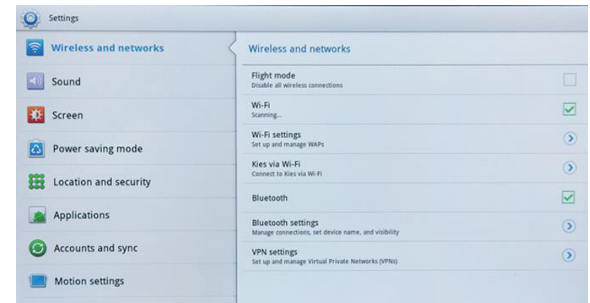 Settings
Wireless and networks
Sound
Screen
Power saving mode
Location and security
Applications
Accounts and sync
Motion settings
Wireless and networks
Flight mode
Disable all wireless connections
Wi-Fi
Scanning...
Wi-Fi settings
Set up and manage WAPs
Kies via Wi-Fi
Connect to Kies via Wi-Fi
Bluetooth
Bluetooth settings
Manage connections, set device name, and visibility
VPN settings
Set up and manage Virtual Private Networks (VPNs)